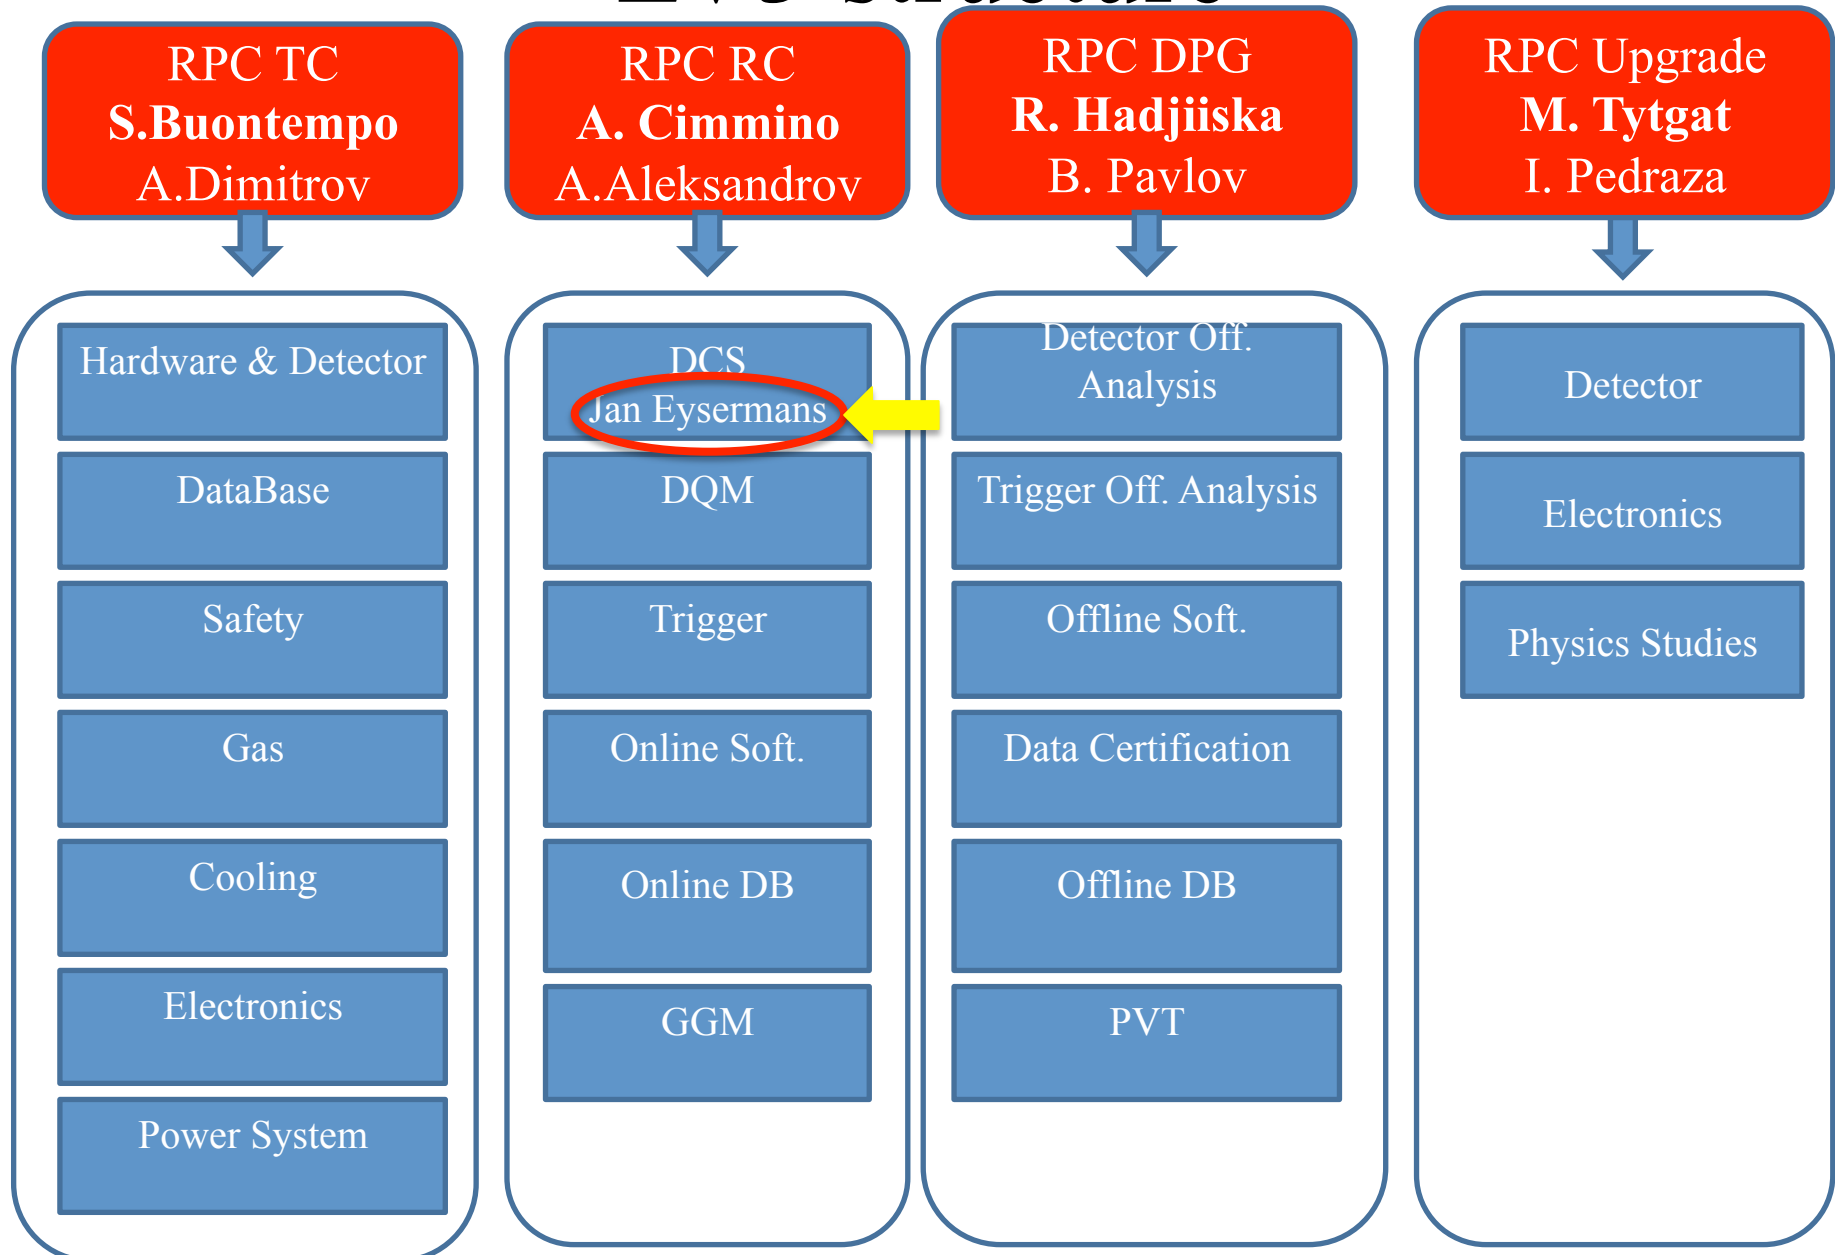 structure
RPC TC
S.Buontempo
A.Dimitrov
RPC RC
A. Cimmino
A.Aleksandrov
RPC DPG
R. Hadjiiska
B. Pavlov
RPC Upgrade
M. Tytgat
I. Pedraza
Hardware & Detector
DataBase
Safety
Gas
Cooling
Electronics
Power System
DCS
Jan Eysermans
DQM
Trigger
Online Soft.
Online DB
GGM
Detector Off.
Analysis
Trigger Off. Analysis
Offline Soft.
Data Certification
Offline DB
PVT
Detector
Electronics
Physics Studies